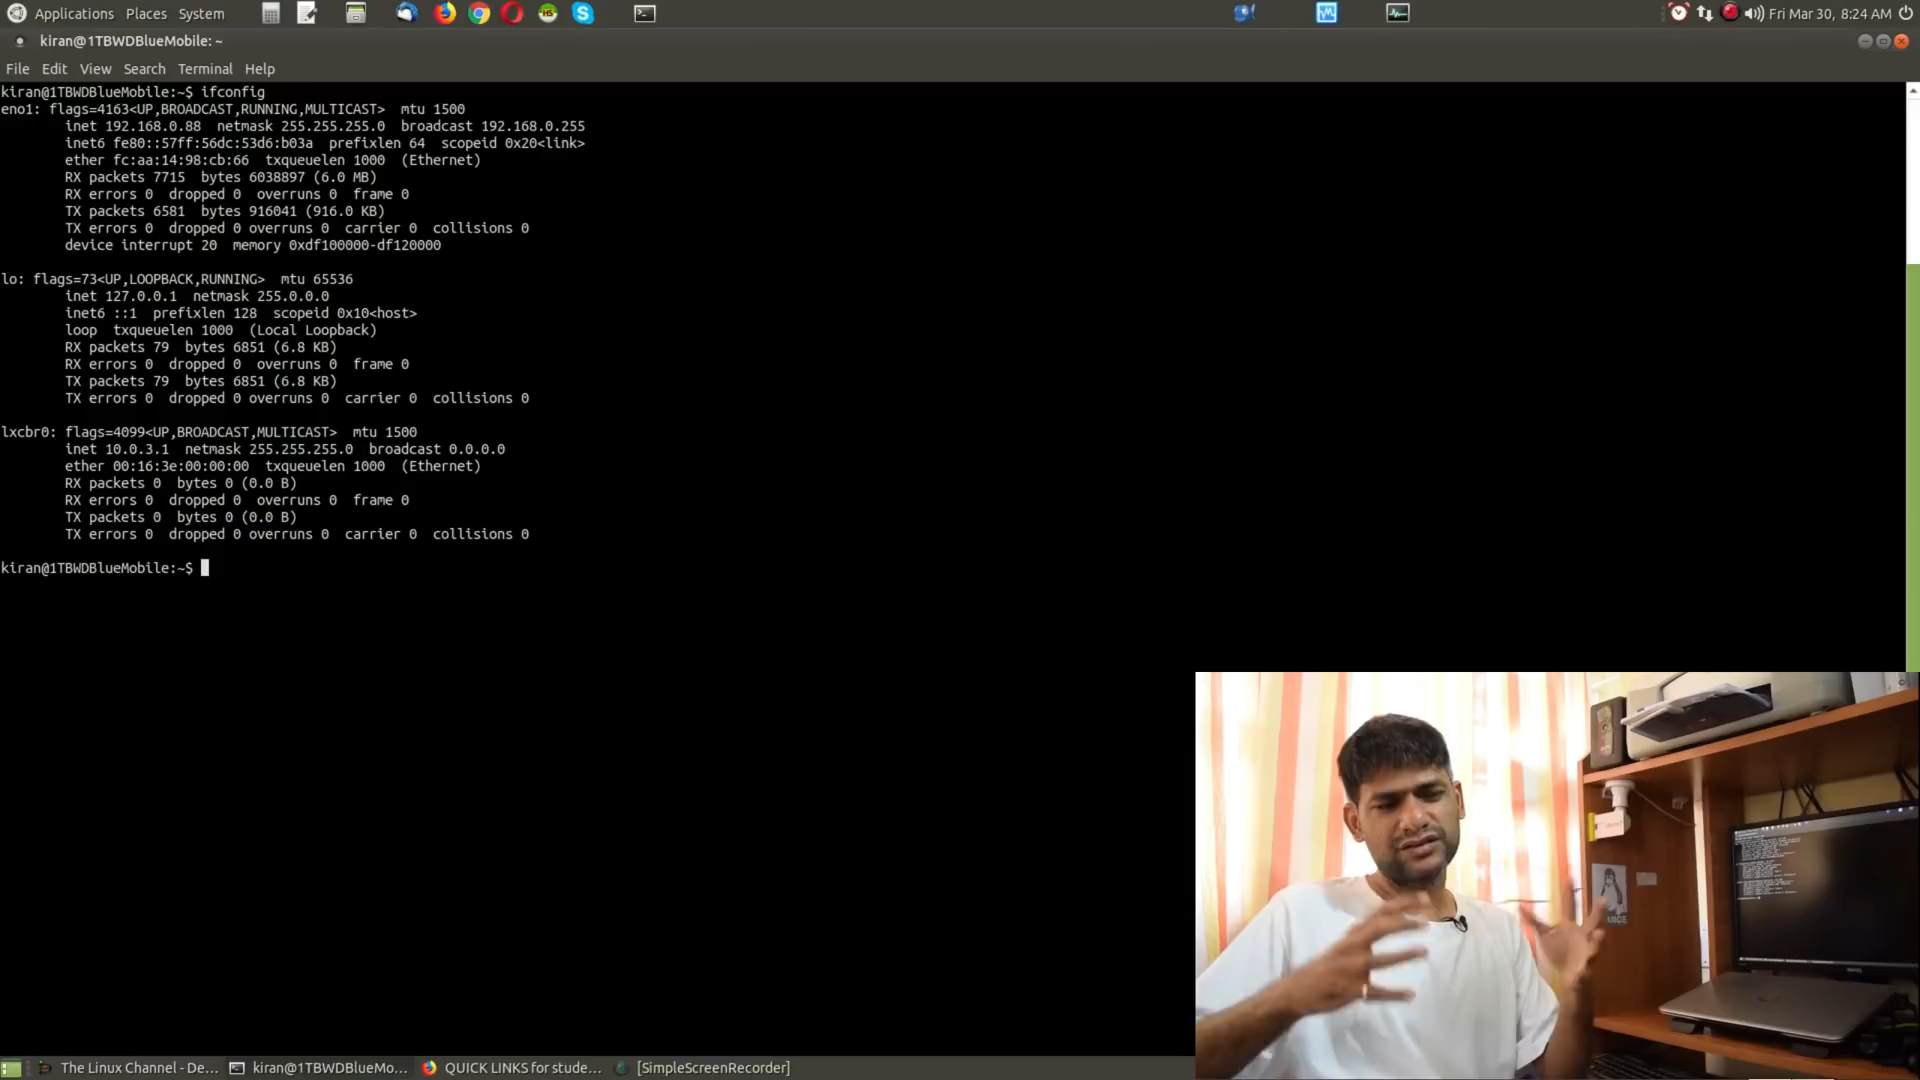 Applications Places System
Fri Mar 30, 8:24 AM
kiran@1TBWDBlueMobile: ~
File Edit View Search Terminal Help
kiran@1TBWDBlueMobile:~$ ifconfig
eno1: flags=4163<UP,BROADCAST,RUNNING,MULTICAST>  mtu 1500
inet 192.168.0.88  netmask 255.255.255.0  broadcast 192.168.0.255
inet6 fe80::57ff:56dc:53d6:b03a  prefixlen 64  scopeid 0x20<link>
ether fc:aa:14:98:cb:66  txqueuelen 1000  (Ethernet)
RX packets 7715  bytes 6038897 (6.0 MB)
RX errors 0  dropped 0  overruns 0  frame 0
TX packets 6581  bytes 916041 (916.0 KB)
TX errors 0  dropped 0 overruns 0  carrier 0  collisions 0
device interrupt 20  memory 0xdf100000-df120000
lo: flags=73<UP,LOOPBACK,RUNNING>  mtu 65536
inet 127.0.0.1  netmask 255.0.0.0
inet6 ::1  prefixlen 128  scopeid 0x10<host>
loop  txqueuelen 1000  (Local Loopback)
RX packets 79  bytes 6851 (6.8 KB)
RX errors 0  dropped 0  overruns 0  frame 0
TX packets 79  bytes 6851 (6.8 KB)
TX errors 0  dropped 0 overruns 0  carrier 0  collisions 0
lxcbr0: flags=4099<UP,BROADCAST,MULTICAST>  mtu 1500
inet 10.0.3.1  netmask 255.255.255.0  broadcast 0.0.0.0
ether 00:16:3e:00:00:00  txqueuelen 1000  (Ethernet)
RX packets 0  bytes 0 (0.0 B)
RX errors 0  dropped 0  overruns 0  frame 0
TX packets 0  bytes 0 (0.0 B)
TX errors 0  dropped 0 overruns 0  carrier 0  collisions 0
kiran@1TBWDBlueMobile:~$
The Linux Channel - De... kiran@1TBWDBlueMo... QUICK LINKS for stude... [SimpleScreenRecorder]